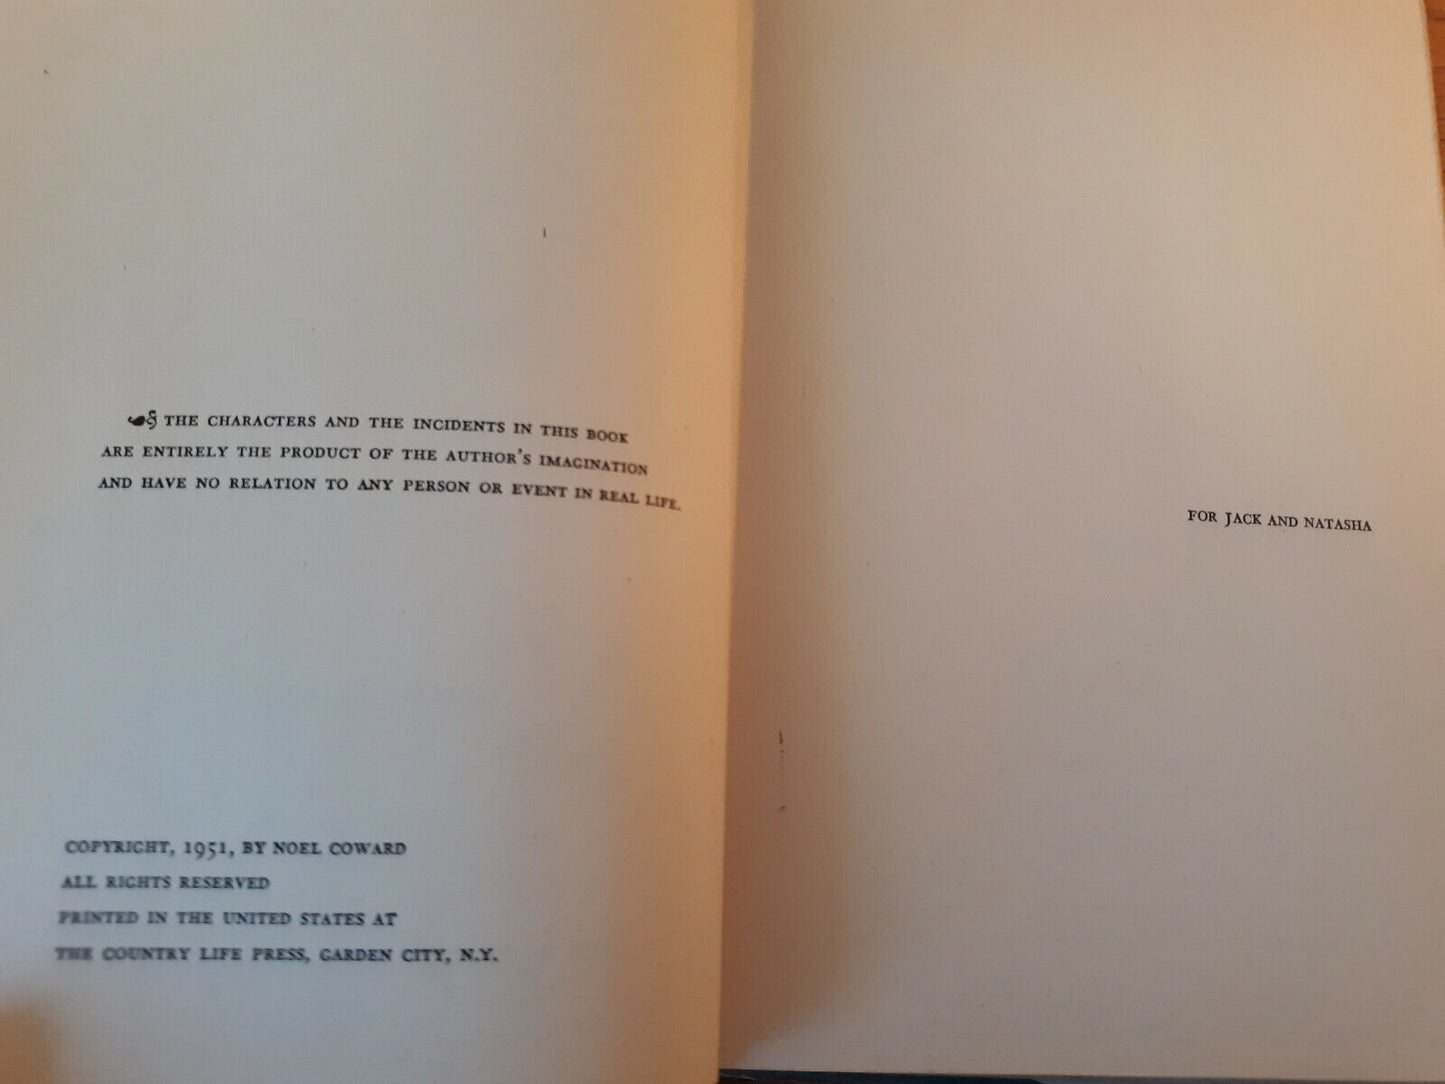 THE CHARACTERS AND THE INCIDENTS IN THIS BOOK
ARE ENTIRELY THE PRODUCT OF THE AUTHOR'S IMAGINATION
AND HAVE NO RELATION TO ANY PERSON OR EVENT IN REAL LIFE.
COPYRIGHT, 1951, BY NOEL COWARD
ALL RIGHTS RESERVED
PRINTED IN THE UNITED STATES AT
THE COUNTRY LIFE PRESS, GARDEN CITY, N.Y.
FOR JACK AND NATASHA